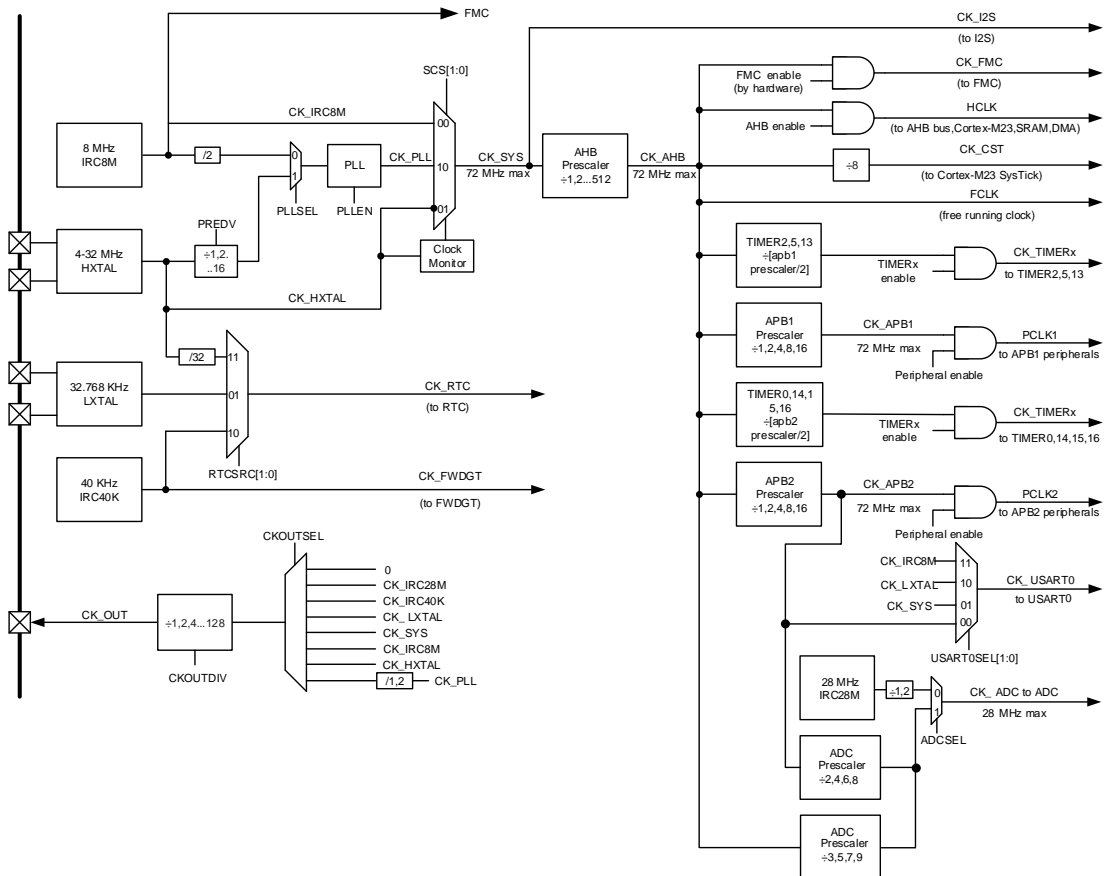 FMC
CK_I2S
(to I2S)
SCS[1:0]
FMC enable
(by hardware)
CK_FMC
(to FMC)
CK_IRC8M
00
AHB enable
HCLK
(to AHB bus,Cortex-M23,SRAM,DMA)
8 MHz
IRC8M
/2
0
1
PLLSEL
PLL
PLLEN
CK_PLL
10
CK_SYS
72 MHz max
AHB
Prescaler
÷1,2...512
CK_AHB
72 MHz max
÷8
CK_CST
(to Cortex-M23 SysTick)
01
FCLK
(free running clock)
PREDV
4-32 MHz
HXTAL
÷1,2.
..16
Clock
Monitor
TIMER2,5,13
÷[apb1
prescaler/2]
TIMERx
enable
CK_TIMERx
to TIMER2,5,13
CK_HXTAL
APB1
Prescaler
÷1,2,4,8,16
CK_APB1
72 MHz max
Peripheral enable
PCLK1
to APB1 peripherals
/32
11
32.768 KHz
LXTAL
01
CK_RTC
(to RTC)
10
RTCSRC[1:0]
TIMER0,14,1
5,16
÷[apb2
prescaler/2]
TIMERx
enable
CK_TIMERx
to TIMER0,14,15,16
40 KHz
IRC40K
CK_FWDGT
(to FWDGT)
APB2
Prescaler
÷1,2,4,8,16
CK_APB2
72 MHz max
Peripheral enable
PCLK2
to APB2 peripherals
CKOUTSEL
0
CK_IRC28M
CK_IRC40K
CK_ LXTAL
CK_SYS
CK_IRC8M
CK_HXTAL
/1,2
CK_PLL
CK_OUT
÷1,2,4...128
CKOUTDIV
CK_IRC8M
11
CK_LXTAL
10
CK_SYS
01
00
CK_USART0
to USART0
USART0SEL[1:0]
28 MHz
IRC28M
÷1,2
0
1
CK_ ADC to ADC
28 MHz max
ADCSEL
ADC
Prescaler
÷2,4,6,8
ADC
Prescaler
÷3,5,7,9